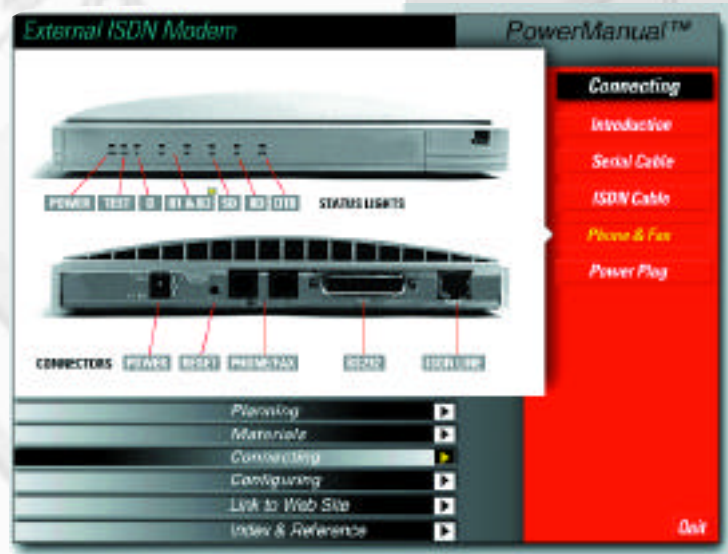 External ISDN Modem
PowerManual™
Connecting
Introduction
Serial Cable
ISDN Cable
Phone & Fax
Power Plug
POWER TEST D B1 & B2 SD RD DTR STATUS LIGHTS
CONNECTORS POWER RESET PHONE/FAX RS232 ISDN LINE
Planning
Materials
Connecting
Configuring
Link to Web Site
Index & Reference
Quit